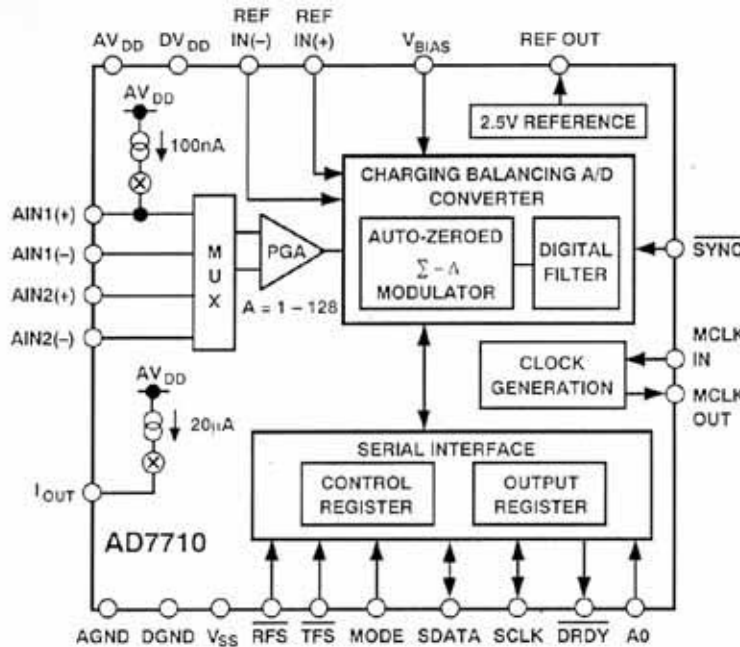 AVDD DVDD REF IN(–) REF IN(+) VBIAS REF OUT
AVDD
100nA
2.5V REFERENCE
CHARGING BALANCING A/D
CONVERTER
AUTO-ZEROED
Σ – Λ
MODULATOR
DIGITAL
FILTER
AIN1(+)
AIN1(–)
AIN2(+)
AIN2(–)
MUX
PGA
A = 1 – 128
SYNC
MCLK
IN
MCLK
OUT
CLOCK
GENERATION
AVDD
20µA
IOUT
SERIAL INTERFACE
CONTROL
REGISTER
OUTPUT
REGISTER
AD7710
AGND DGND VSS RFS TFS MODE SDATA SCLK DRDY A0